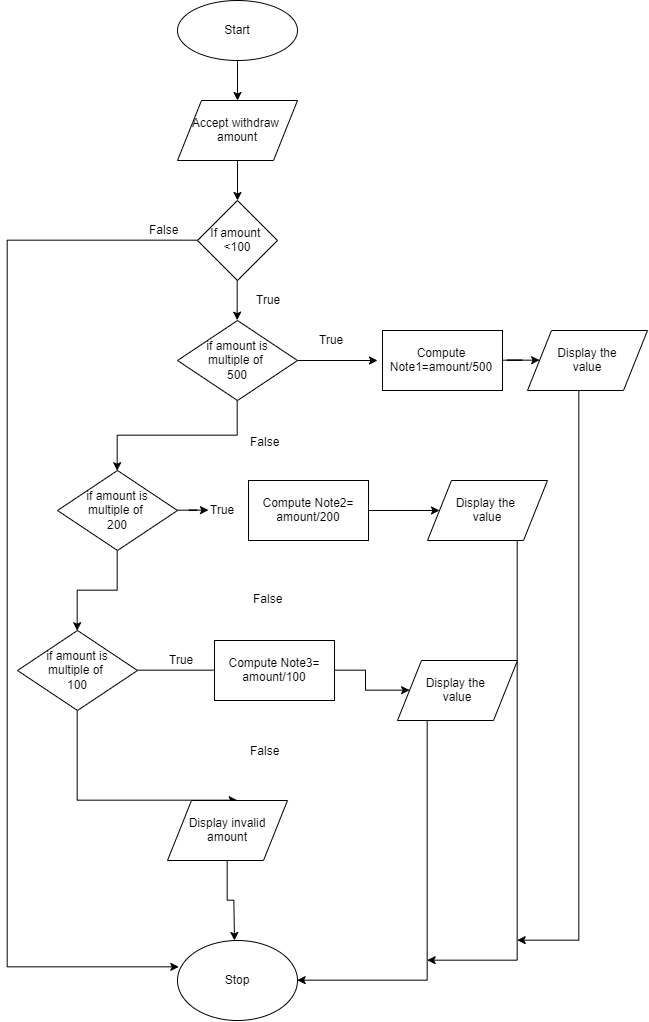 Start
Accept withdraw
amount
False
If amount
<100
True
if amount is
multiple of
500
True
Compute
Note1=amount/500
Display the
value
False
if amount is
multiple of
200
True
Compute Note2=
amount/200
Display the
value
False
if amount is
multiple of
100
True
Compute Note3=
amount/100
Display the
value
False
Display invalid
amount
Stop